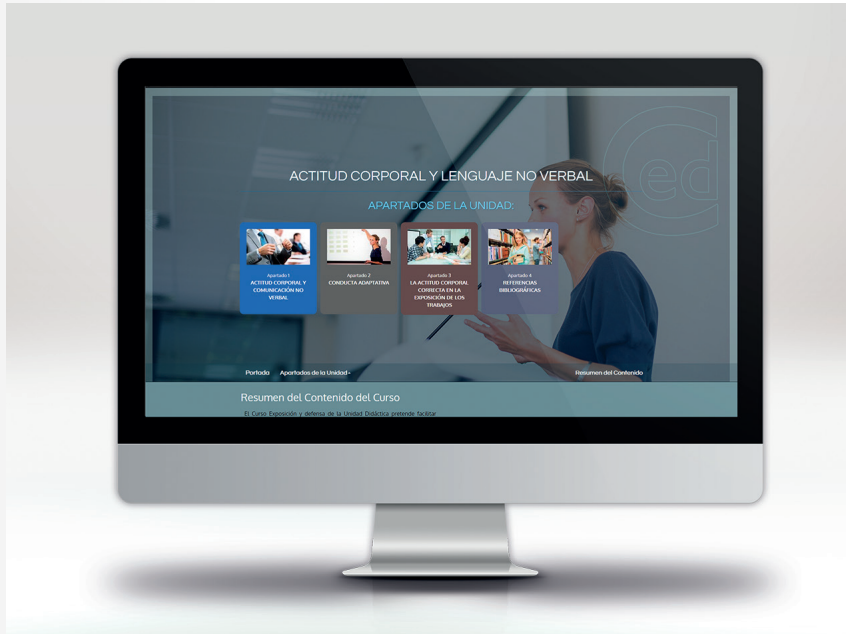 ed
ACTITUD CORPORAL Y LENGUAJE NO VERBAL
APARTADOS DE LA UNIDAD:
Apartado 1
ACTITUD CORPORAL Y
COMUNICACIÓN NO
VERBAL
Apartado 2
CONDUCTA ADAPTATIVA
Apartado 3
LA ACTITUD CORPORAL
CORRECTA EN LA
EXPOSICIÓN DE LOS
TRABAJOS
Apartado 4
REFERENCIAS
BIBLIOGRÁFICAS
Portada Apartados de la Unidad Resumen del Contenido
Resumen del Contenido del Curso
El Curso Exposición y defensa de la Unidad Didáctica pretende facilitar